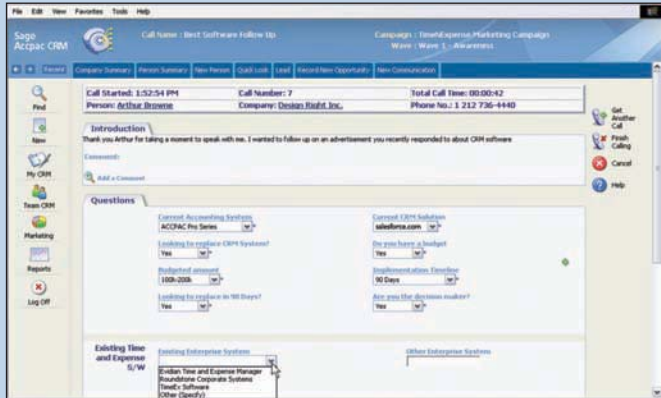 File Edit View Favorites Tools Help
Sage
Accpac CRM
Call Name : Best Software Follow Up
Campaign : Time&Expense Marketing Campaign
Wave : Wave 1 - Awareness
Recent Company Summary Person Summary New Person Quick Look Lead Record New Opportunity New Communication
Find
New
My CRM
Team CRM
Marketing
Reports
Log Off
Call Started: 1:52:54 PM Call Number: 7 Total Call Time: 00:00:42
Person: Arthur Browne Company: Design Right Inc. Phone No.: 1 212 736-4440
Introduction
Thank you Arthur for taking a moment to speak with me. I wanted to follow up on an advertisement you recently responded to about CRM software
Comment:
Add a Comment
Questions
Current Accounting System Current CRM Solution
ACCPAC Pro Series salesforce.com
Looking to replace CRM System? Do you have a budget
Yes Yes
Budgeted amount Implementation Timeline
100k-200k 90 Days
Looking to replace in 90 Days? Are you the decision maker?
Yes Yes
Existing Time
and Expense
S/W
Existing Enterprise System Other Enterprise System
Evidian Time and Expense Manager
Roundstone Corporate Systems
TimeEx Software
Other (Specify)
Get
Another
Call
Finish
Calling
Cancel
Help